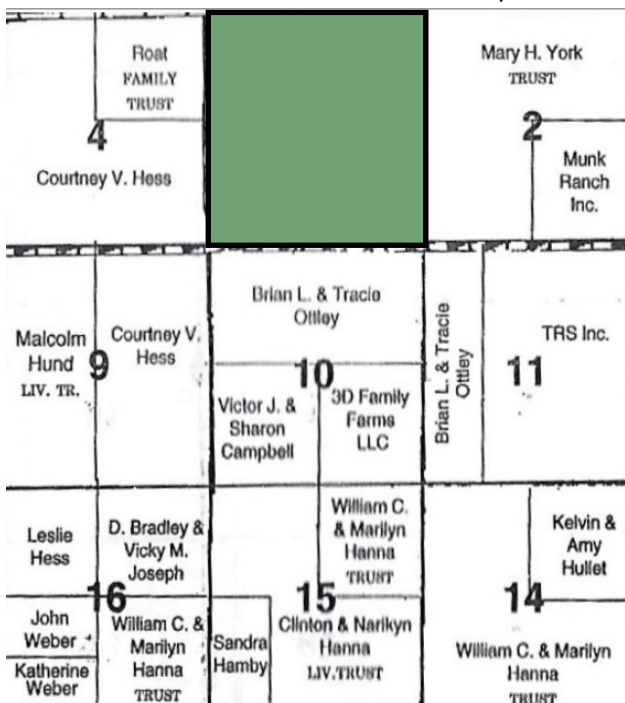 Roat
FAMILY
TRUST
4
Courtney V. Hess
Mary H. York
TRUST
2
Munk
Ranch
Inc.
Malcolm
Hund
LIV. TR.
9
Courtney V.
Hess
Brian L. & Tracie
Ottley
10
Victor J. &
Sharon
Campbell
3D Family
Farms
LLC
Brian L. & Tracie
Ottley
11
TRS Inc.
Leslie
Hess
D. Bradley &
Vicky M.
Joseph
16
John
Weber
Katherine
Weber
William C. &
Marilyn
Hanna
TRUST
Sandra
Hamby
William C.
& Marilyn
Hanna
TRUST
15
Clinton & Narikyn
Hanna
LIV.TRUST
Kelvin &
Amy
Hullet
14
William C. & Marilyn
Hanna
TRUST